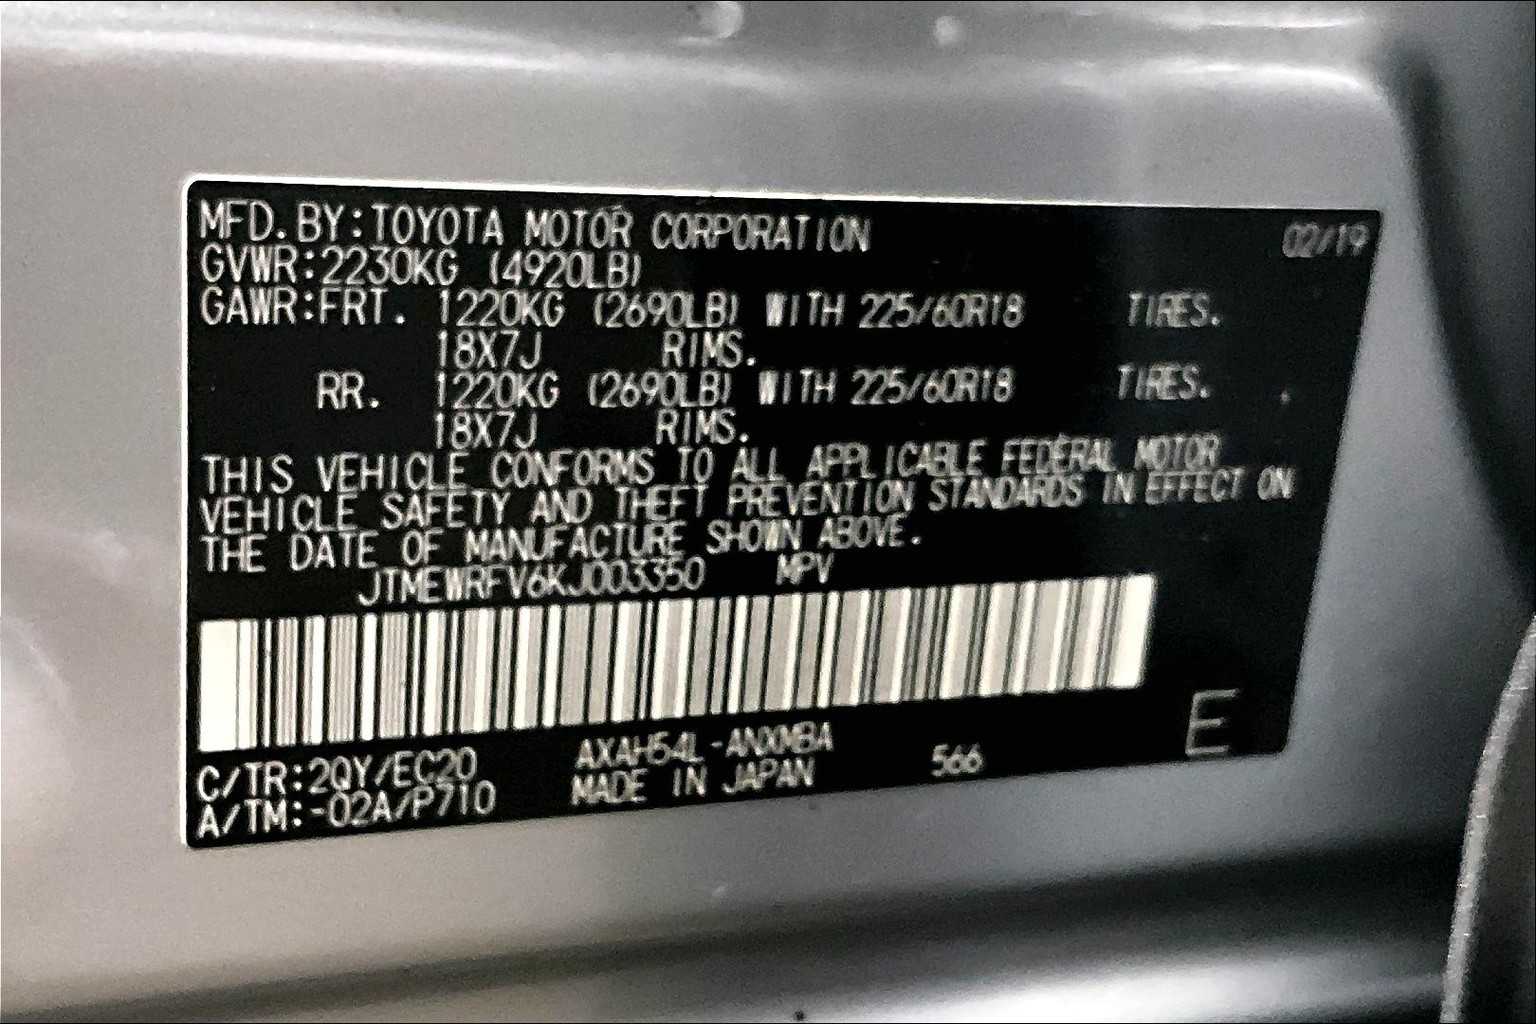 MFD. BY:TOYOTA MOTOR CORPORATION 02/19
GVWR:2230KG (4920LB)
GAWR:FRT. 1220KG (2690LB) WITH 225/60R18 TIRES.
18X7J RIMS.
RR. 1220KG (2690LB) WITH 225/60R18 TIRES.
18X7J RIMS.
THIS VEHICLE CONFORMS TO ALL APPLICABLE FEDERAL MOTOR
VEHICLE SAFETY AND THEFT PREVENTION STANDARDS IN EFFECT ON
THE DATE OF MANUFACTURE SHOWN ABOVE.
JTMEWRFV6KJ003350 MPV
C/TR:2QY/EC20 AXAH54L-ANXMBA 566 E
A/TM:-02A/P710 MADE IN JAPAN